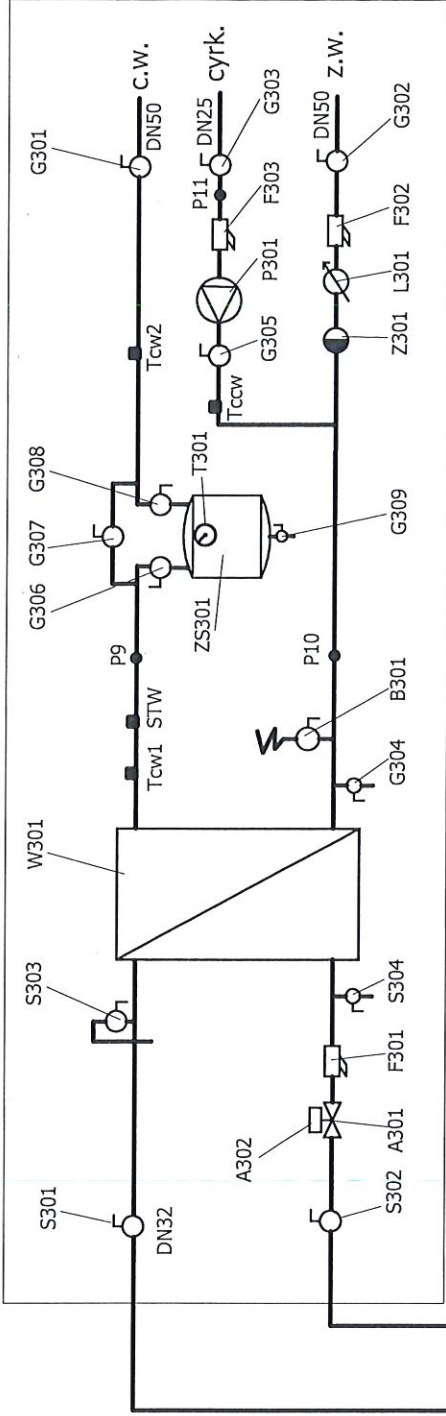 G301
c.w.
DN50
Tcw2
G308
G307
G306
P9
STW
Tcw1
W301
S303
S301
DN32
cyrk.
DN25
G303
P11
F303
P301
G305
Tccw
T301
ZS301
G309
z.w.
DN50
G302
F302
L301
Z301
P10
B301
G304
S304
F301
A302
A301
S302